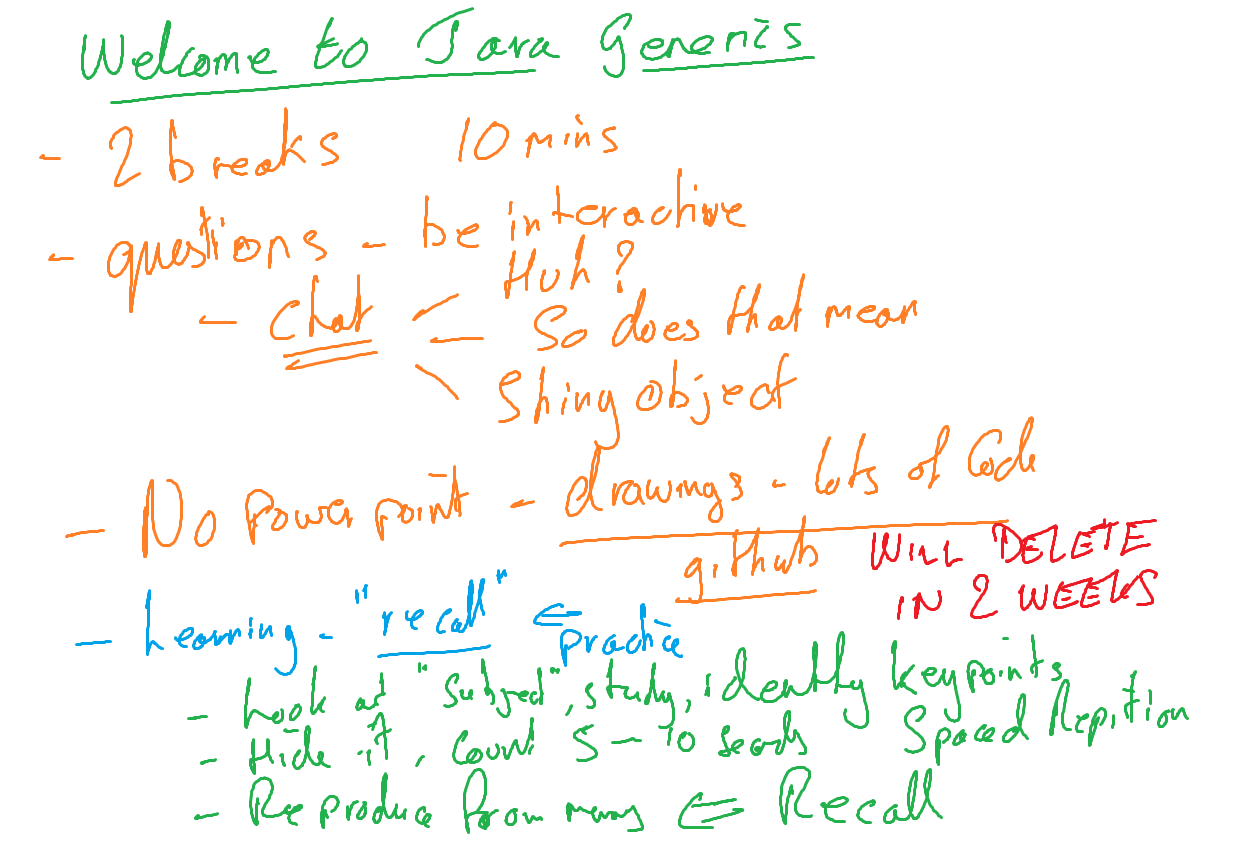 Welcome to Java Generics
- 2 breaks 10 mins
- questions - be interactive
Huh?
- chat - So does that mean
Shiny object
- No Powerpoint - drawings - lots of Code
github WILL DELETE
IN 2 WEEKS
- Learning - "recall" <= practice
- Look at "Subject", study, identify keypoints
- Hide it, Count 5-10 seconds Spaced Repition
- Reproduce from memory <= Recall